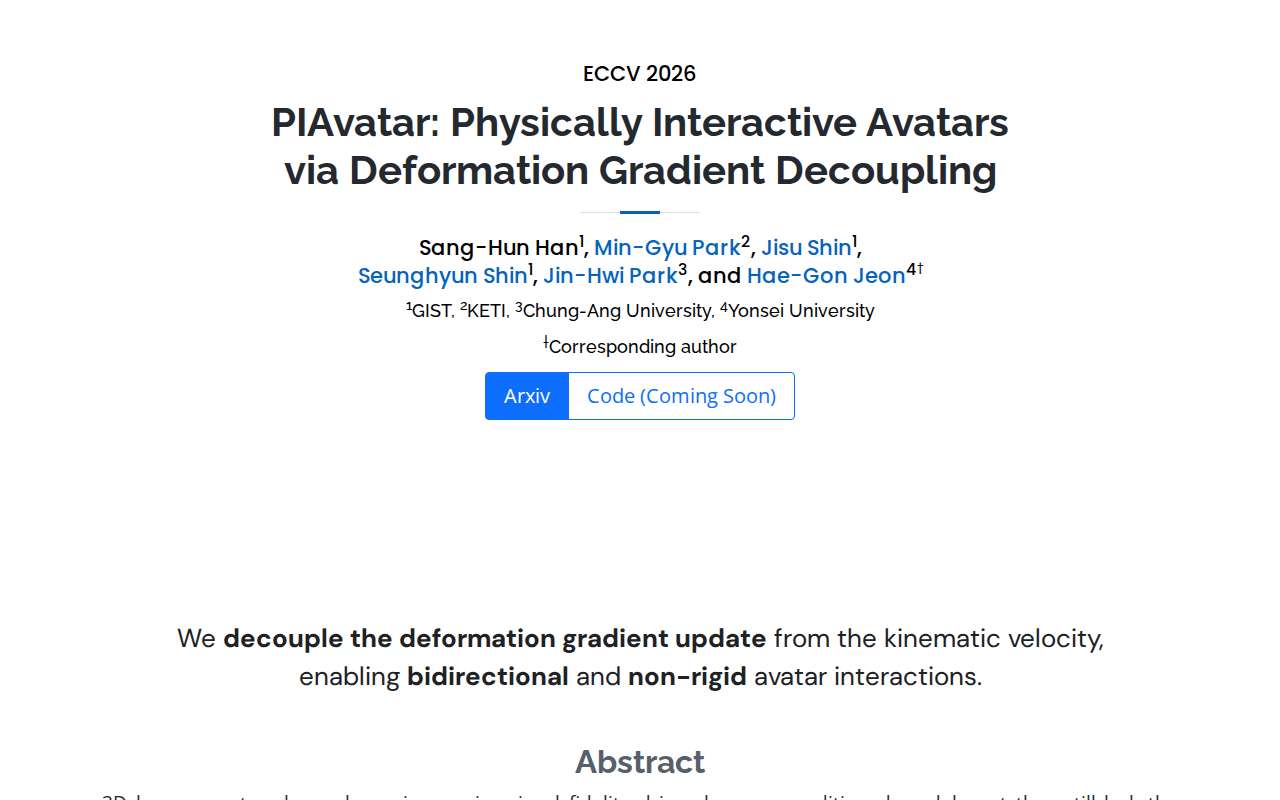 ECCV 2026
PIAvatar: Physically Interactive Avatars
via Deformation Gradient Decoupling
Sang-Hun Han¹, Min-Gyu Park², Jisu Shin¹,
Seunghyun Shin¹, Jin-Hwi Park³, and Hae-Gon Jeon⁴†
¹GIST, ²KETI, ³Chung-Ang University, ⁴Yonsei University
†Corresponding author
Arxiv Code (Coming Soon)
We decouple the deformation gradient update from the kinematic velocity,
enabling bidirectional and non-rigid avatar interactions.
Abstract